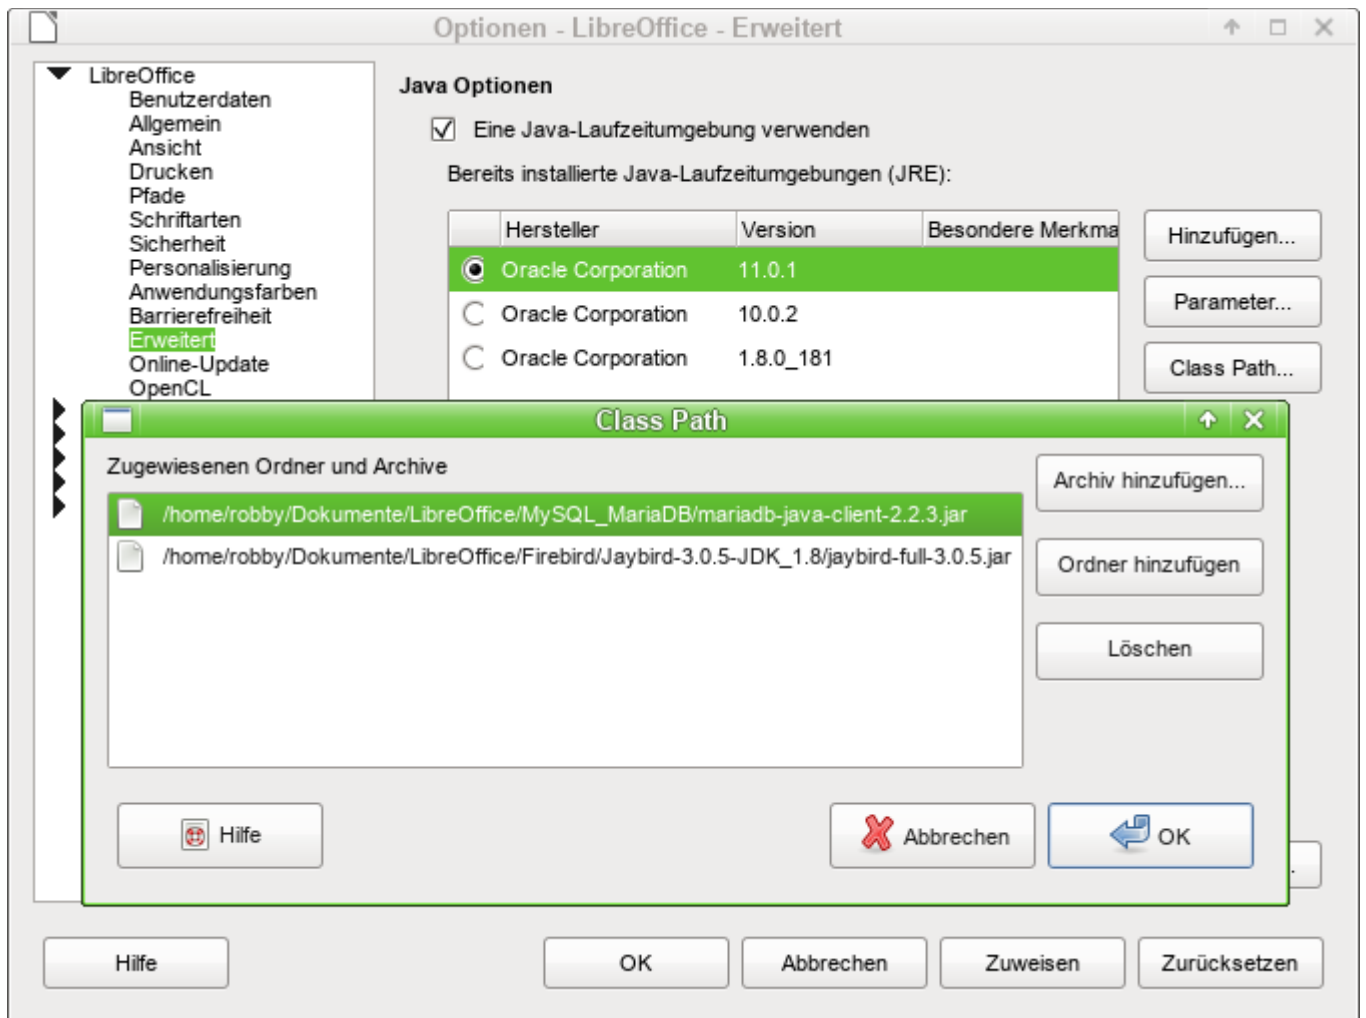 Optionen - LibreOffice - Erweitert
LibreOffice
Benutzerdaten
Allgemein
Ansicht
Drucken
Pfade
Schriftarten
Sicherheit
Personalisierung
Anwendungsfarben
Barrierefreiheit
Erweitert
Online-Update
OpenCL
Java Optionen
Eine Java-Laufzeitumgebung verwenden
Bereits installierte Java-Laufzeitumgebungen (JRE):
Hersteller Version Besondere Merkma
Oracle Corporation 11.0.1
Oracle Corporation 10.0.2
Oracle Corporation 1.8.0_181
Hinzufügen...
Parameter...
Class Path...
Class Path
Zugewiesenen Ordner und Archive
/home/robby/Dokumente/LibreOffice/MySQL_MariaDB/mariadb-java-client-2.2.3.jar
/home/robby/Dokumente/LibreOffice/Firebird/Jaybird-3.0.5-JDK_1.8/jaybird-full-3.0.5.jar
Archiv hinzufügen...
Ordner hinzufügen
Löschen
Hilfe Abbrechen OK
Hilfe OK Abbrechen Zuweisen Zurücksetzen